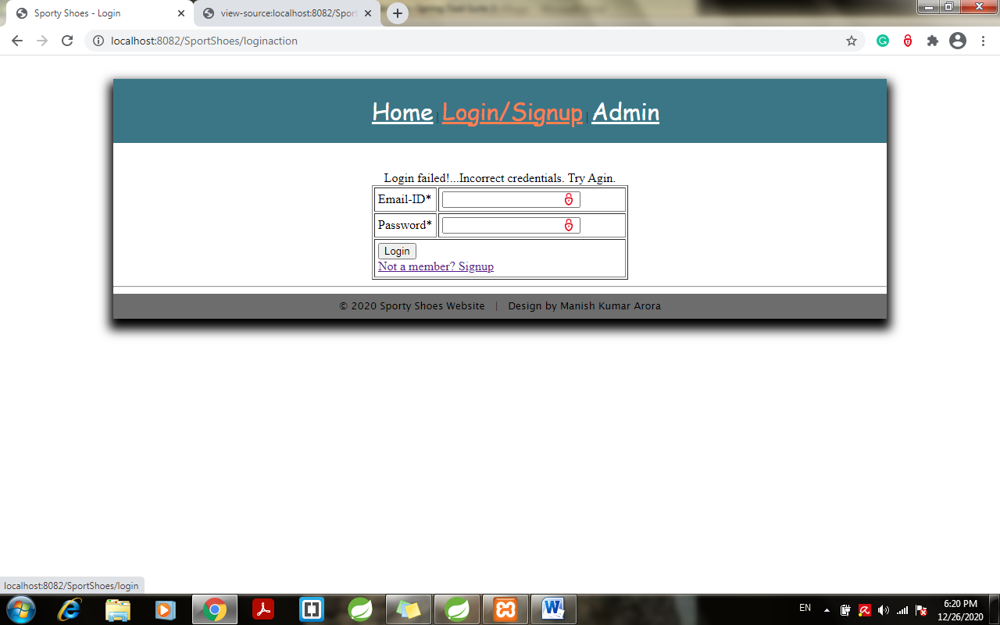 Sporty Shoes - Login
view-source:localhost:8082/Sport
localhost:8082/SportShoes/loginaction
Home | Login/Signup | Admin
Login failed!...Incorrect credentials. Try Agin.
Email-ID*
Password*
Login
Not a member? Signup
© 2020 Sporty Shoes Website | Design by Manish Kumar Arora
localhost:8082/SportShoes/login
EN
6:20 PM
12/26/2020